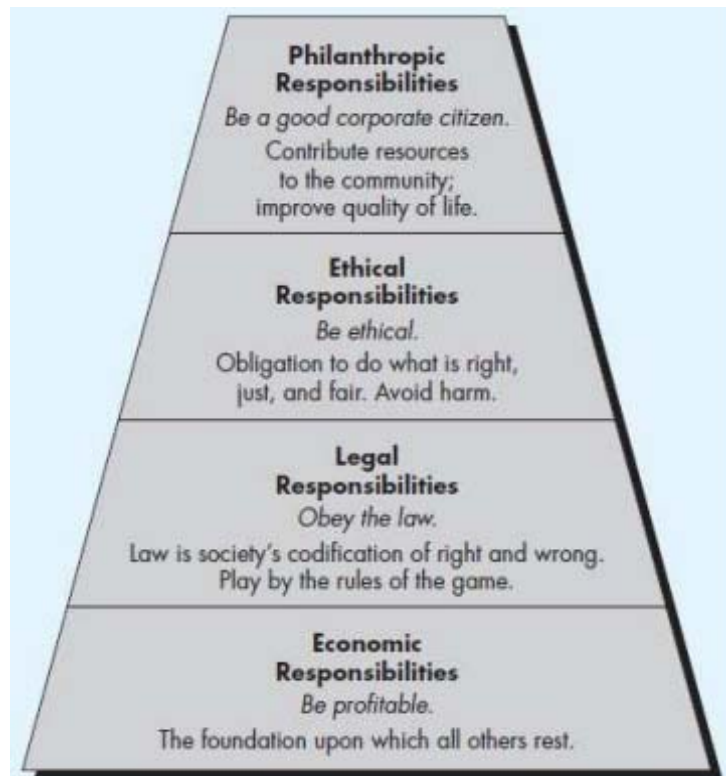 Philanthropic
Responsibilities
Be a good corporate citizen.
Contribute resources
to the community;
improve quality of life.
Ethical
Responsibilities
Be ethical.
Obligation to do what is right,
just, and fair. Avoid harm.
Legal
Responsibilities
Obey the law.
Law is society's codification of right and wrong.
Play by the rules of the game.
Economic
Responsibilities
Be profitable.
The foundation upon which all others rest.